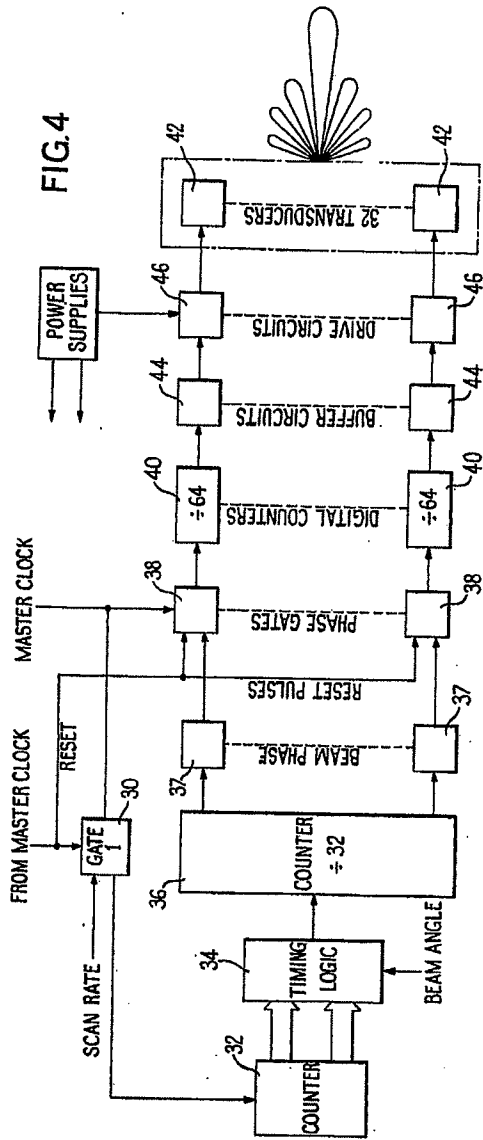 FIG.4
FROM MASTER CLOCK
MASTER CLOCK
POWER
SUPPLIES
RESET
SCAN RATE
GATE
1
30
32
COUNTER
34
TIMING
LOGIC
BEAM ANGLE
36
COUNTER
÷ 32
37
BEAM PHASE
37
RESET PULSES
38
PHASE GATES
38
40
÷64
DIGITAL COUNTERS
÷64
40
44
BUFFER CIRCUITS
44
46
DRIVE CIRCUITS
46
42
32 TRANSDUCERS
42